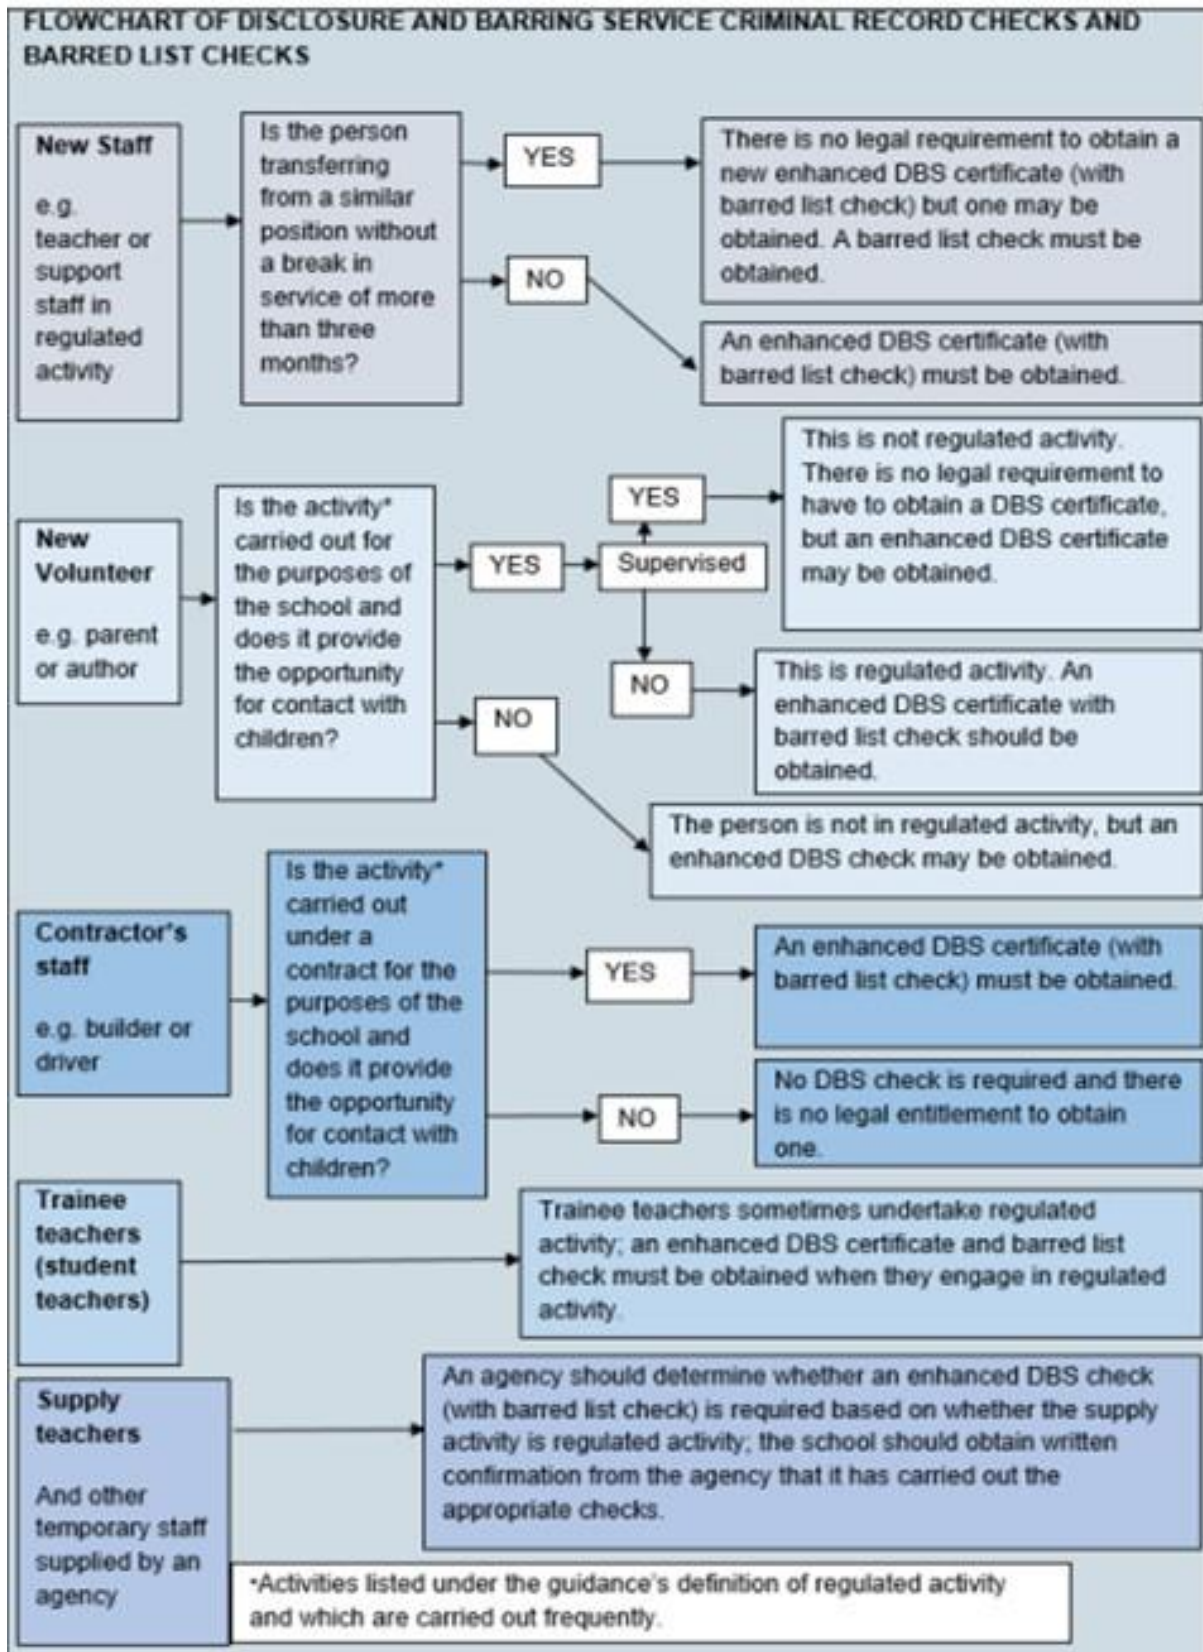 FLOWCHART OF DISCLOSURE AND BARRING SERVICE CRIMINAL RECORD CHECKS AND
BARRED LIST CHECKS
New Staff
e.g.
teacher or
support
staff in
regulated
activity
Is the person
transferring
from a similar
position without
a break in
service of more
than three
months?
YES
There is no legal requirement to obtain a
new enhanced DBS certificate (with
barred list check) but one may be
obtained. A barred list check must be
obtained.
NO
An enhanced DBS certificate (with
barred list check) must be obtained.
New
Volunteer
e.g. parent
or author
Is the activity*
carried out for
the purposes of
the school and
does it provide
the opportunity
for contact with
children?
YES
Supervised
YES
This is not regulated activity.
There is no legal requirement to
have to obtain a DBS certificate,
but an enhanced DBS certificate
may be obtained.
NO
This is regulated activity. An
enhanced DBS certificate with
barred list check should be
obtained.
NO
The person is not in regulated activity, but an
enhanced DBS check may be obtained.
Contractor's
staff
e.g. builder or
driver
Is the activity*
carried out
under a
contract for the
purposes of the
school and
does it provide
the opportunity
for contact with
children?
YES
An enhanced DBS certificate (with
barred list check) must be obtained.
NO
No DBS check is required and there
is no legal entitlement to obtain
one.
Trainee
teachers
(student
teachers)
Trainee teachers sometimes undertake regulated
activity; an enhanced DBS certificate and barred list
check must be obtained when they engage in regulated
activity.
Supply
teachers
And other
temporary staff
supplied by an
agency
An agency should determine whether an enhanced DBS check
(with barred list check) is required based on whether the supply
activity is regulated activity; the school should obtain written
confirmation from the agency that it has carried out the
appropriate checks.
*Activities listed under the guidance's definition of regulated activity
and which are carried out frequently.